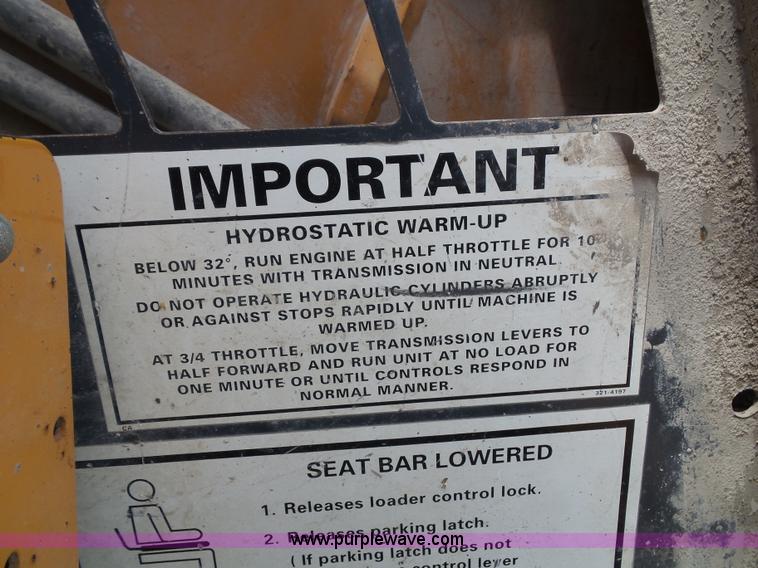 IMPORTANT
HYDROSTATIC WARM-UP
BELOW 32°, RUN ENGINE AT HALF THROTTLE FOR 10
MINUTES WITH TRANSMISSION IN NEUTRAL
DO NOT OPERATE HYDRAULIC CYLINDERS ABRUPTLY
OR AGAINST STOPS RAPIDLY UNTIL MACHINE IS
WARMED UP.
AT 3/4 THROTTLE, MOVE TRANSMISSION LEVERS TO
HALF FORWARD AND RUN UNIT AT NO LOAD FOR
ONE MINUTE OR UNTIL CONTROLS RESPOND IN
NORMAL MANNER.
CA 321-4197
SEAT BAR LOWERED
1. Releases loader control lock.
2. Releases parking latch.
( If parking latch does not
www.purplewave.com
control lever